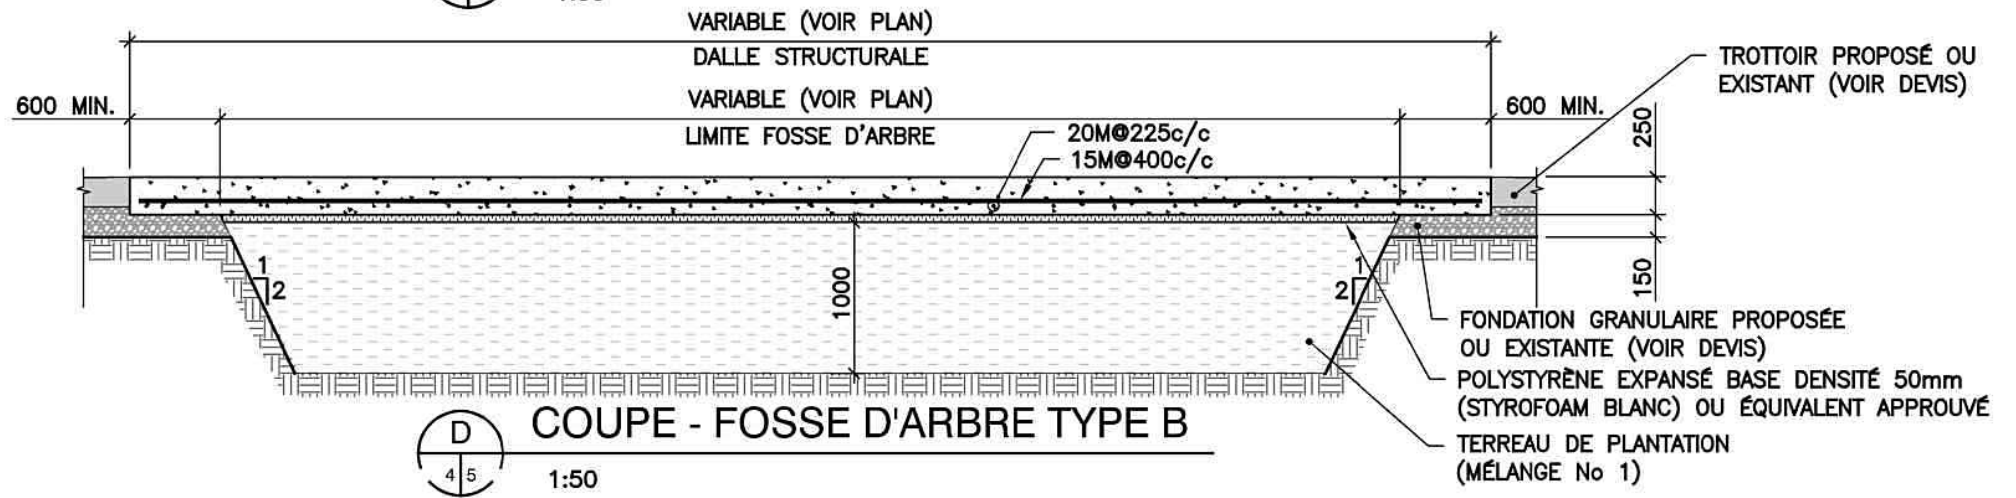 VARIABLE (VOIR PLAN)
DALLE STRUCTURALE
TROTTOIR PROPOSÉ OU
EXISTANT (VOIR DEVIS)
600 MIN.
VARIABLE (VOIR PLAN)
600 MIN.
LIMITE FOSSE D'ARBRE
20M@225c/c
15M@400c/c
250
1
2
1000
1
2
150
FONDATION GRANULAIRE PROPOSÉE
OU EXISTANTE (VOIR DEVIS)
POLYSTYRÈNE EXPANSÉ BASE DENSITÉ 50mm
(STYROFOAM BLANC) OU ÉQUIVALENT APPROUVÉ
TERREAU DE PLANTATION
(MÉLANGE No 1)
D
COUPE - FOSSE D'ARBRE TYPE B
4 5
1:50